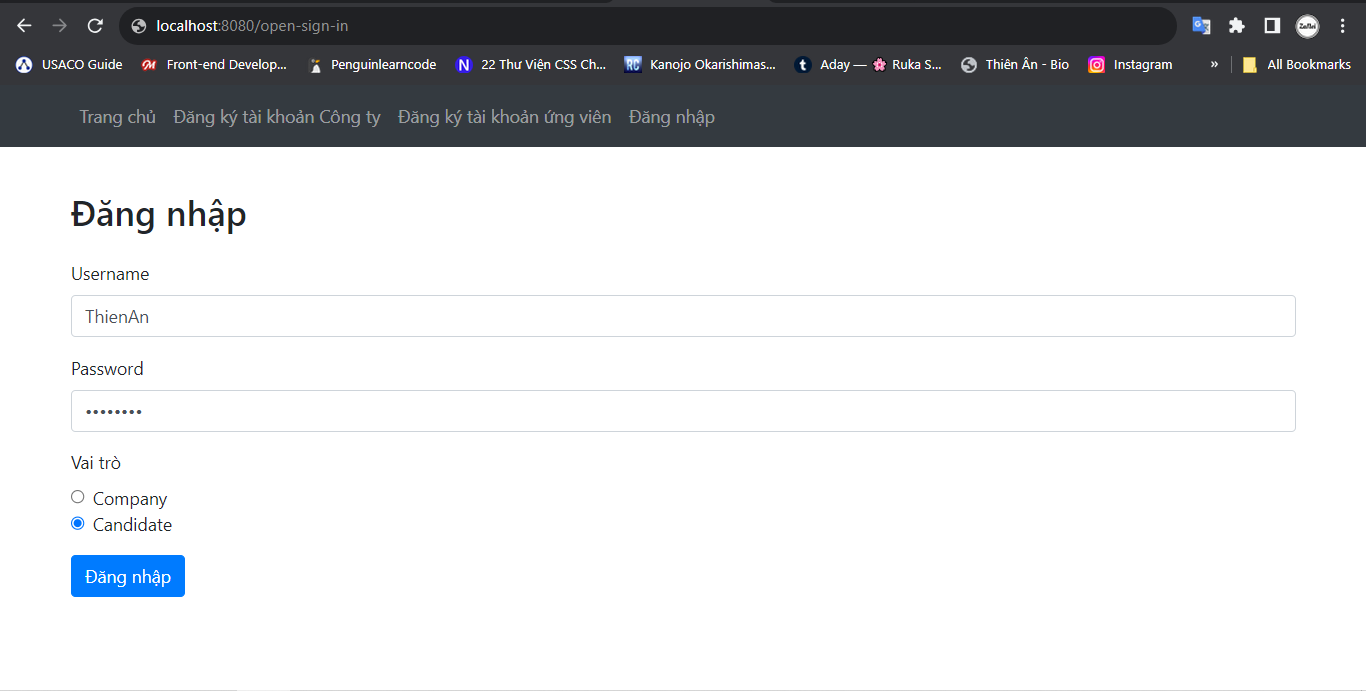 localhost:8080/open-sign-in
USACO Guide Front-end Develop... Penguinlearncode N 22 Thư Viện CSS Ch... RC Kanojo Okarishimas... t Aday — 🌸 Ruka S... Thiên Ân - Bio Instagram » All Bookmarks
Trang chủ Đăng ký tài khoản Công ty Đăng ký tài khoản ứng viên Đăng nhập
Đăng nhập
Username
ThienAn
Password
••••••••
Vai trò
Company
Candidate
Đăng nhập